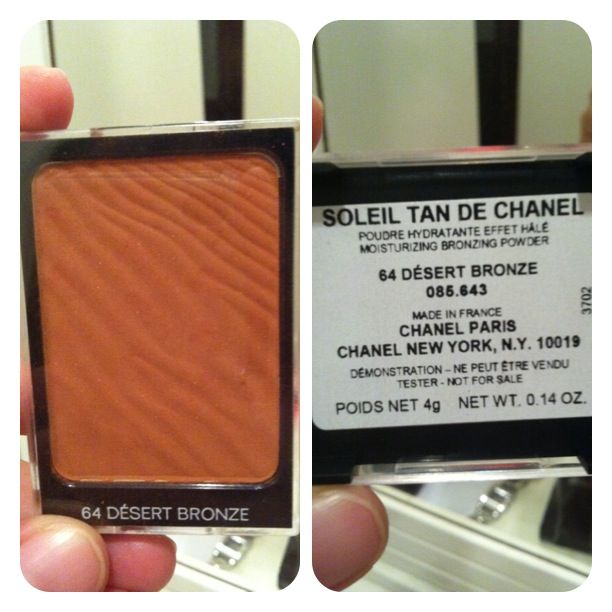 64 DÉSERT BRONZE
SOLEIL TAN DE CHANEL
POUDRE HYDRATANTE EFFET HÂLÉ
MOISTURIZING BRONZING POWDER
64 DÉSERT BRONZE
085.643
MADE IN FRANCE
CHANEL PARIS
CHANEL NEW YORK, N.Y. 10019
DÉMONSTRATION – NE PEUT ÊTRE VENDU
TESTER - NOT FOR SALE
POIDS NET 4g NET WT. 0.14 OZ.
3702